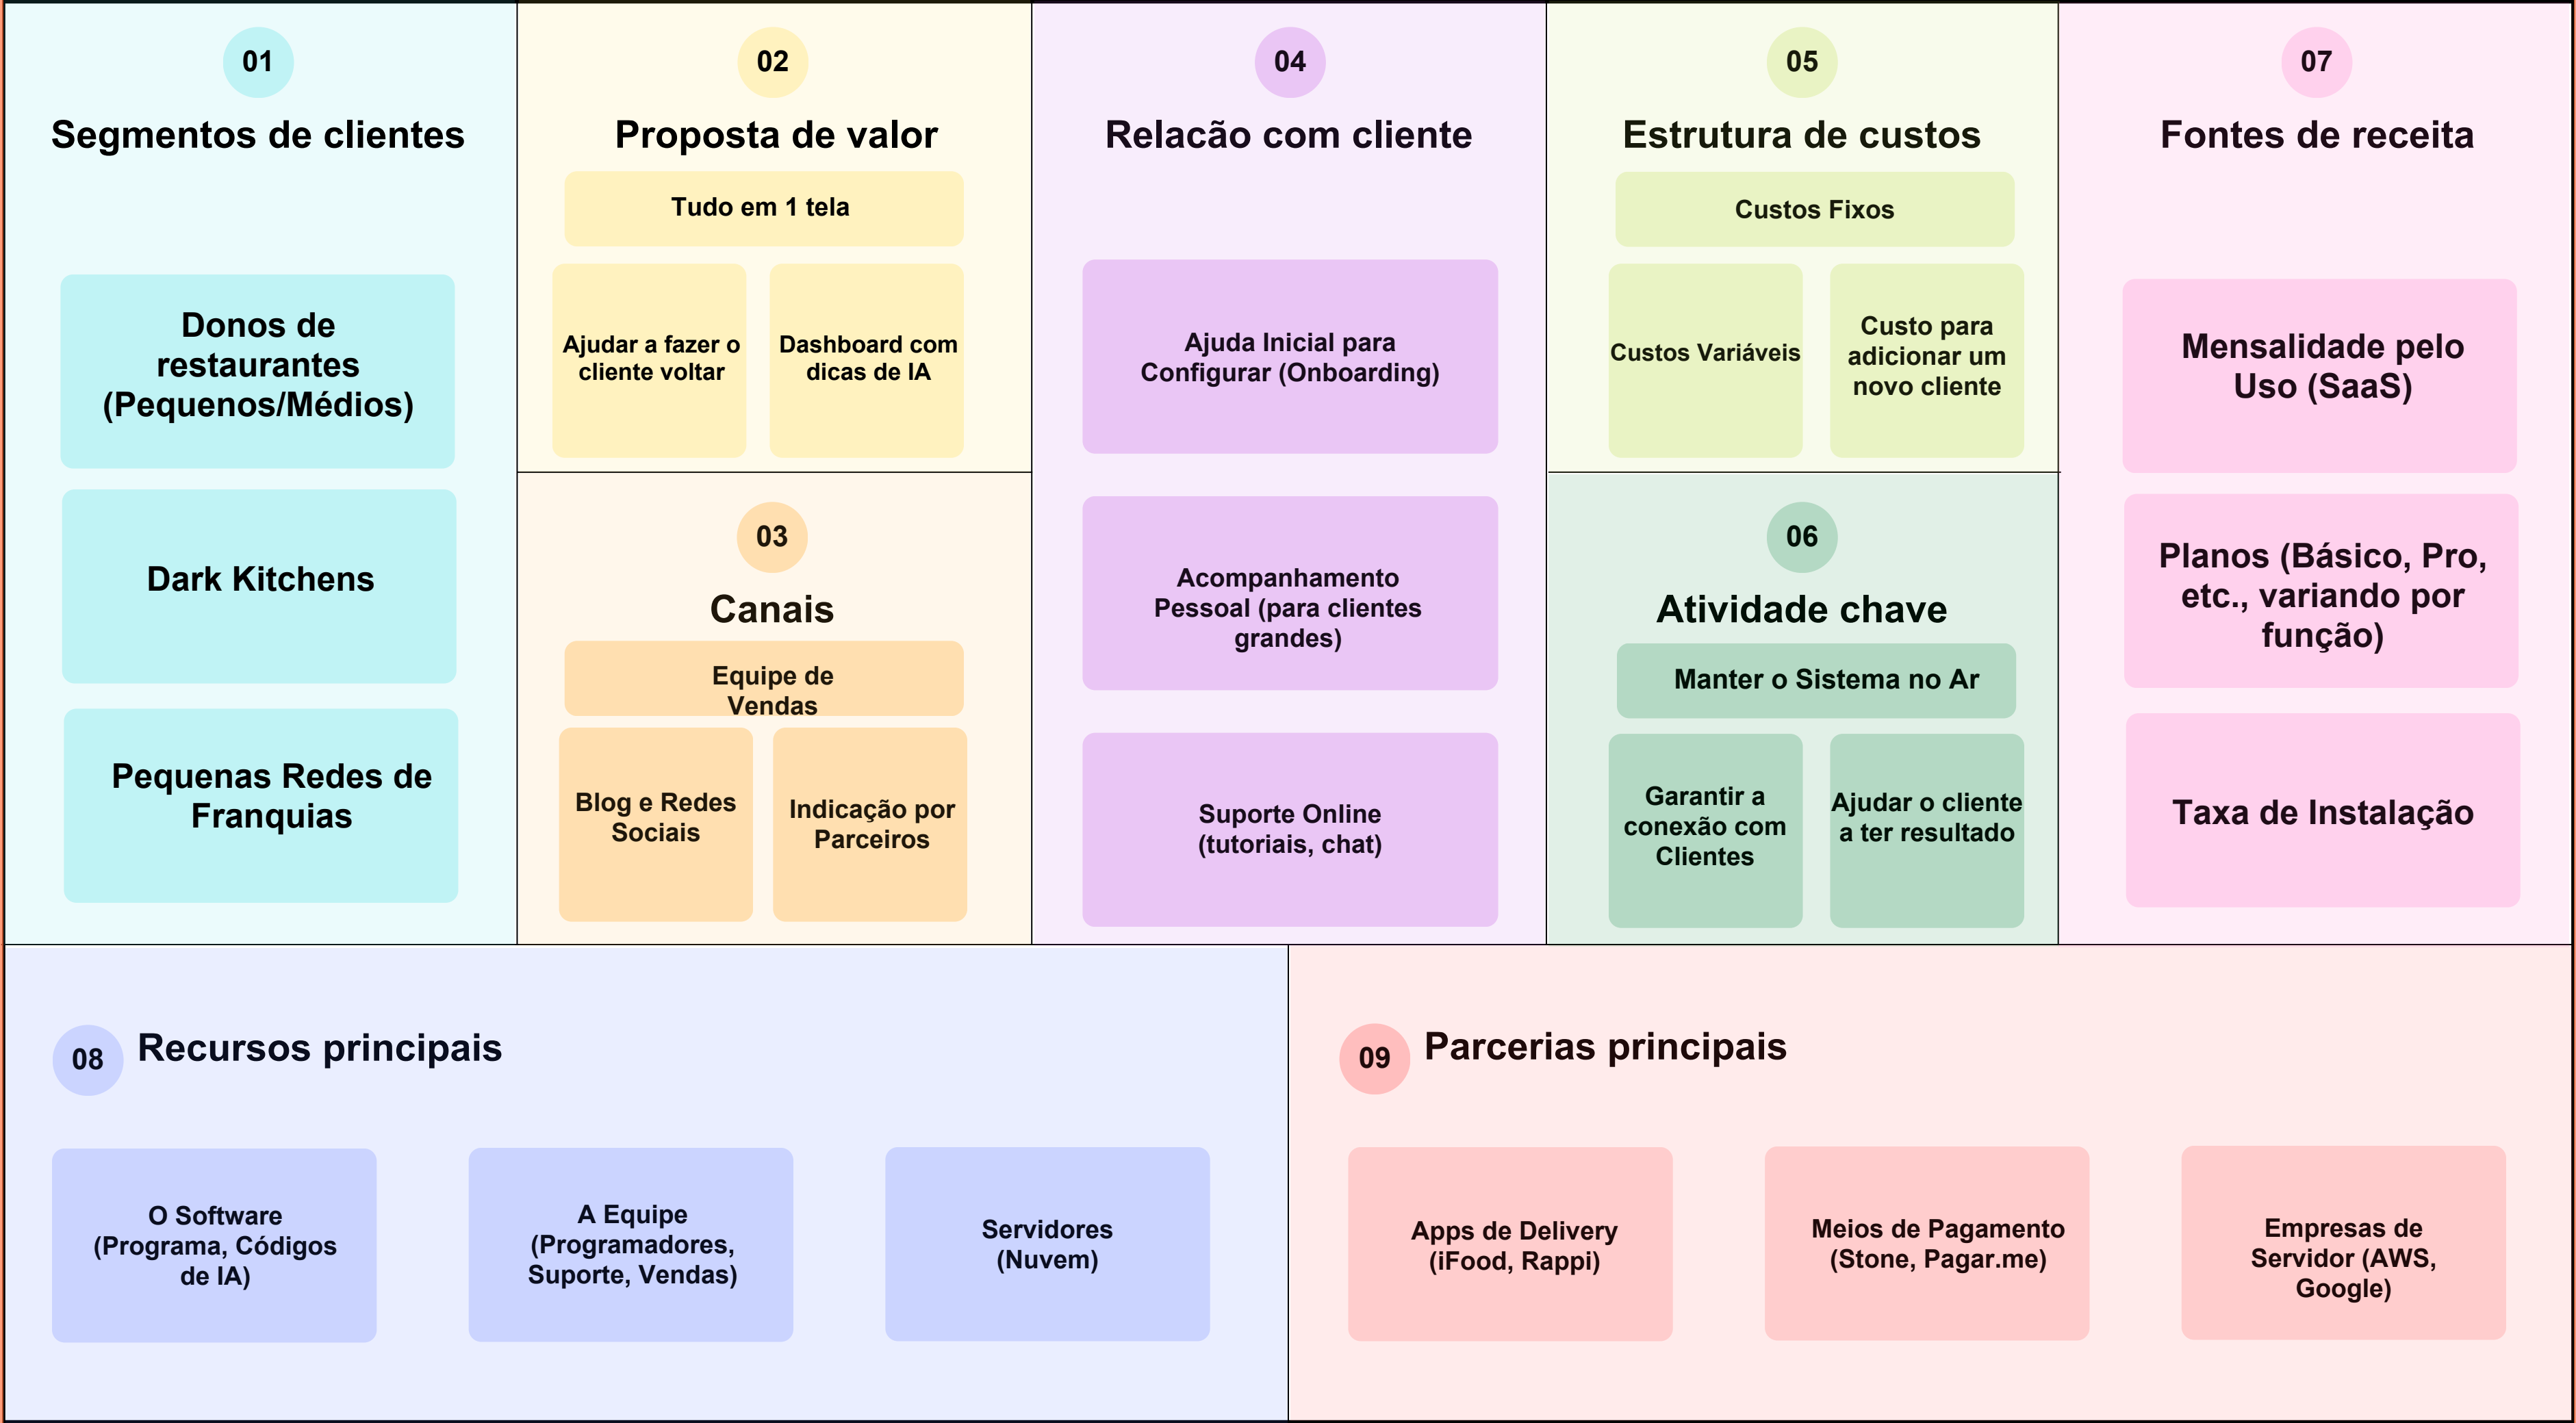 01
Segmentos de clientes
Donos de
restaurantes
(Pequenos/Médios)
Dark Kitchens
Pequenas Redes de
Franquias
02
Proposta de valor
Tudo em 1 tela
Ajudar a fazer o
cliente voltar
Dashboard com
dicas de IA
03
Canais
Equipe de
Vendas
Blog e Redes
Sociais
Indicação por
Parceiros
04
Relacão com cliente
Ajuda Inicial para
Configurar (Onboarding)
Acompanhamento
Pessoal (para clientes
grandes)
Suporte Online
(tutoriais, chat)
05
Estrutura de custos
Custos Fixos
Custos Variáveis
Custo para
adicionar um
novo cliente
06
Atividade chave
Manter o Sistema no Ar
Garantir a
conexão com
Clientes
Ajudar o cliente
a ter resultado
07
Fontes de receita
Mensalidade pelo
Uso (SaaS)
Planos (Básico, Pro,
etc., variando por
função)
Taxa de Instalação
08
Recursos principais
O Software
(Programa, Códigos
de IA)
A Equipe
(Programadores,
Suporte, Vendas)
Servidores
(Nuvem)
09
Parcerias principais
Apps de Delivery
(iFood, Rappi)
Meios de Pagamento
(Stone, Pagar.me)
Empresas de
Servidor (AWS,
Google)